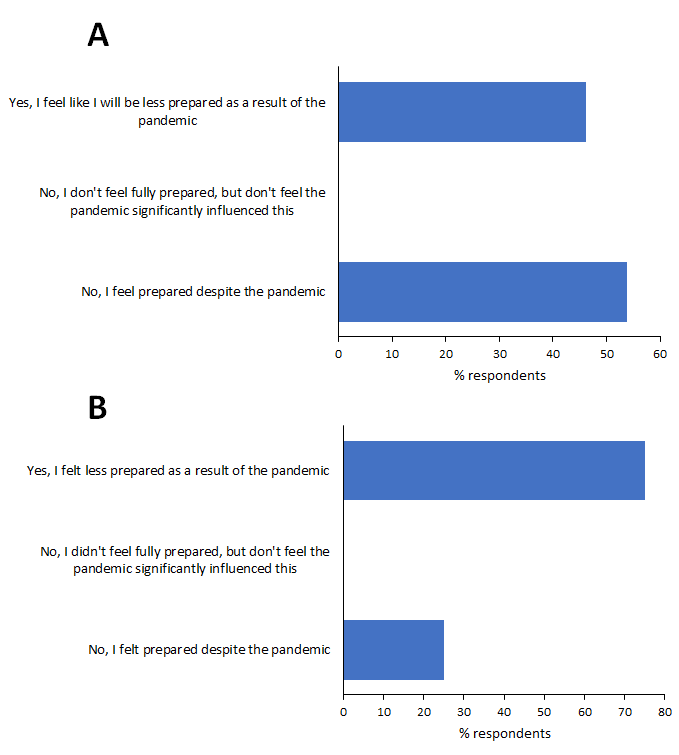 A
Yes, I feel like I will be less prepared as a result of the
pandemic
No, I don't feel fully prepared, but don't feel the
pandemic significantly influenced this
No, I feel prepared despite the pandemic
0 10 20 30 40 50 60
% respondents
B
Yes, I felt less prepared as a result of the pandemic
No, I didn't feel fully prepared, but don't feel the
pandemic significantly influenced this
No, I felt prepared despite the pandemic
0 10 20 30 40 50 60 70 80
% respondents